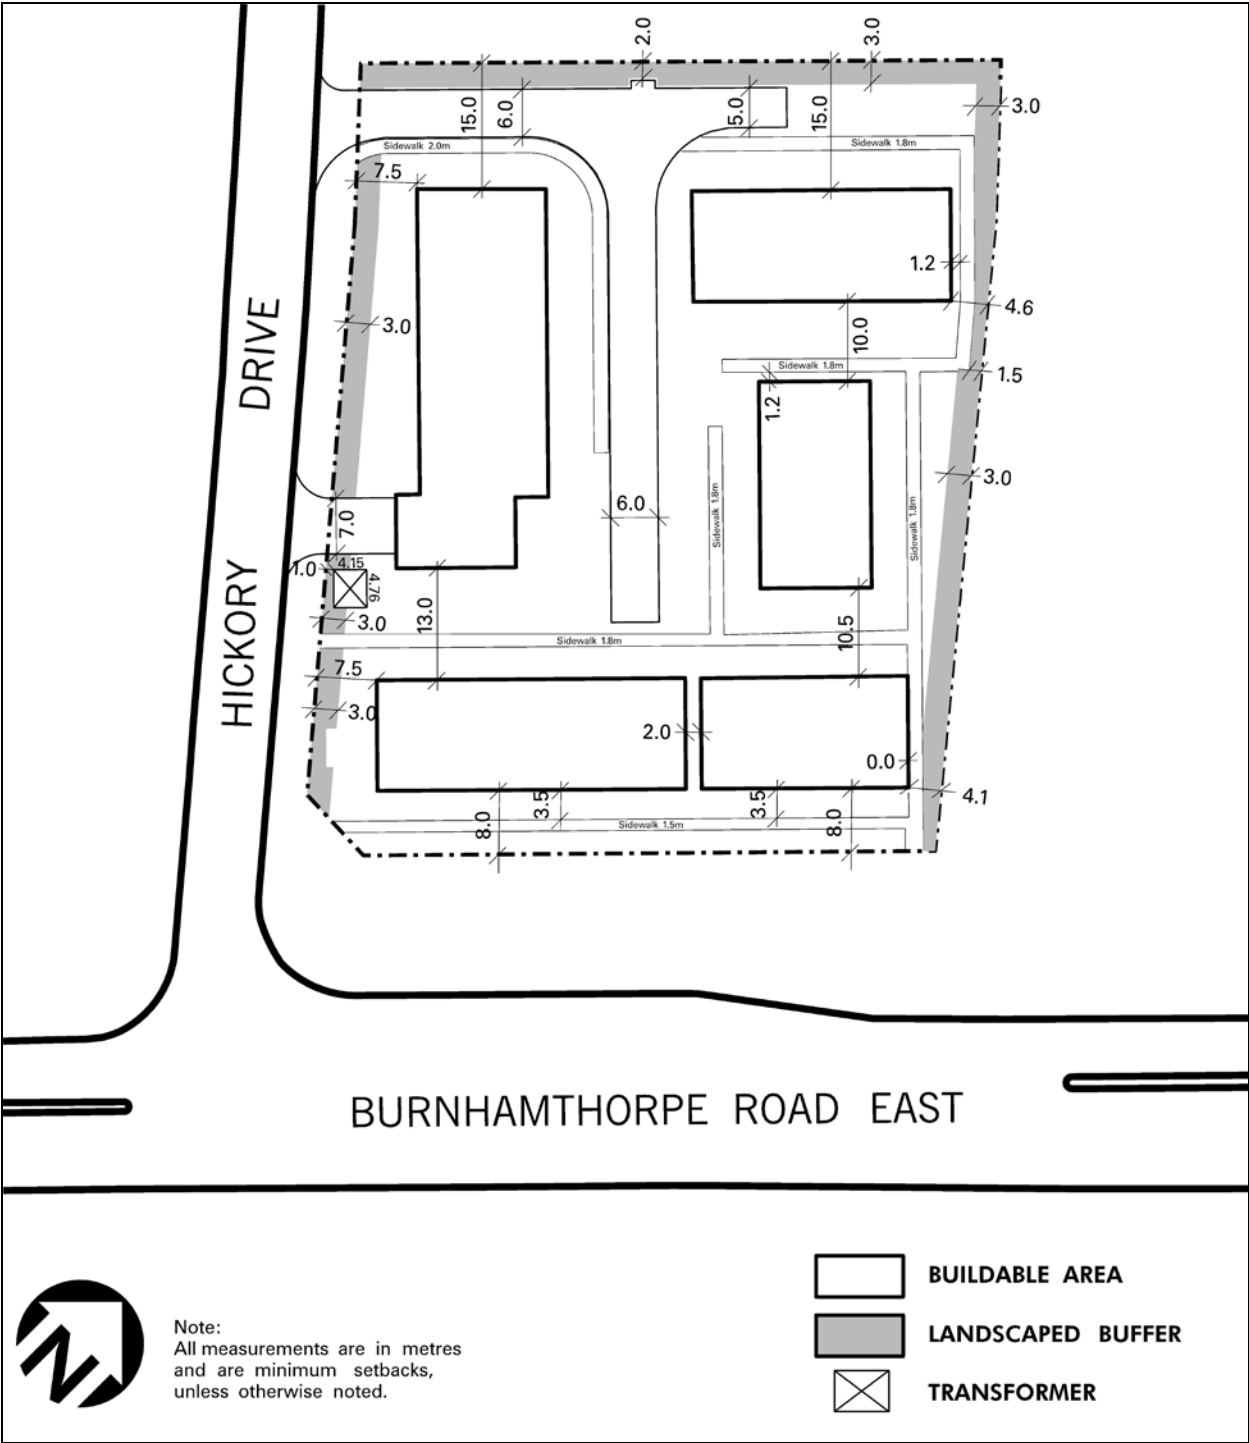 2.0
3.0
15.0
6.0
5.0
15.0
3.0
Sidewalk 2.0m
Sidewalk 1.8m
7.5
1.2
4.6
3.0
10.0
Sidewalk 1.8m
1.5
1.2
HICKORY DRIVE
3.0
Sidewalk 1.8m
Sidewalk 1.8m
6.0
7.0
1.0
4.15
4.76
3.0
13.0
10.5
Sidewalk 1.8m
7.5
3.0
2.0
0.0
4.1
8.0
3.5
3.5
8.0
Sidewalk 1.5m
BURNHAMTHORPE ROAD EAST
N
Note:
All measurements are in metres
and are minimum setbacks,
unless otherwise noted.
BUILDABLE AREA
LANDSCAPED BUFFER
TRANSFORMER